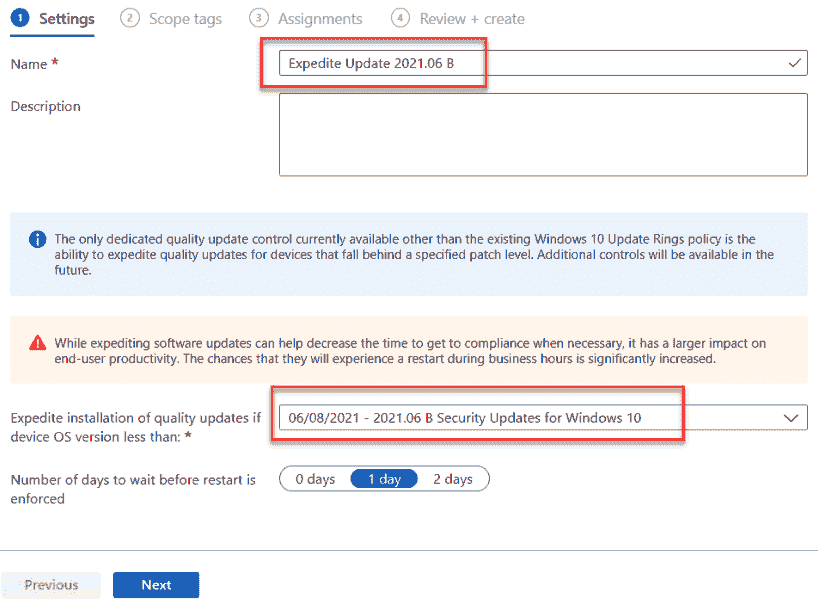 1 Settings 2 Scope tags 3 Assignments 4 Review + create
Name * Expedite Update 2021.06 B
Description
The only dedicated quality update control currently available other than the existing Windows 10 Update Rings policy is the
ability to expedite quality updates for devices that fall behind a specified patch level. Additional controls will be available in the
future.
While expediting software updates can help decrease the time to get to compliance when necessary, it has a larger impact on
end-user productivity. The chances that they will experience a restart during business hours is significantly increased.
Expedite installation of quality updates if
device OS version less than: *
06/08/2021 - 2021.06 B Security Updates for Windows 10
Number of days to wait before restart is
enforced
0 days 1 day 2 days
Previous Next